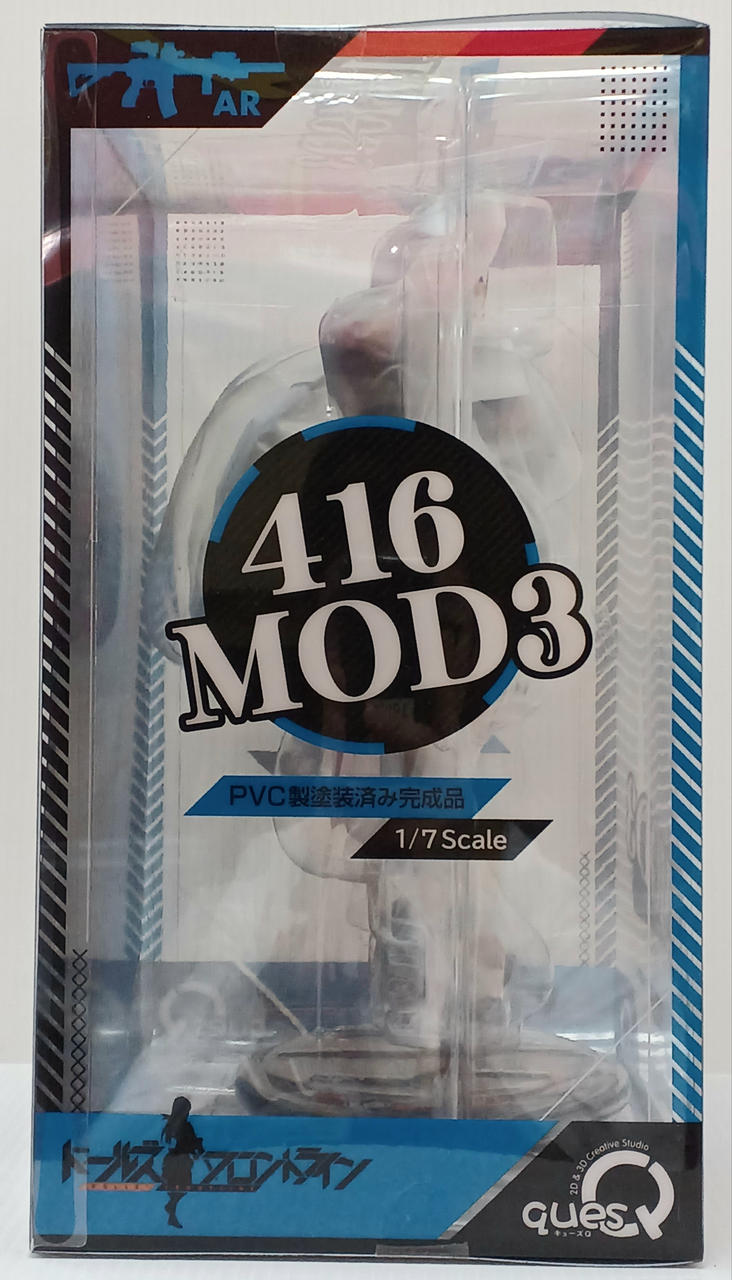 AR
416
MOD3
PVC製塗装済み完成品
1/7 Scale
ドールズフロントライン
2D & 3D Creative Studio
quesQ
キューズQ